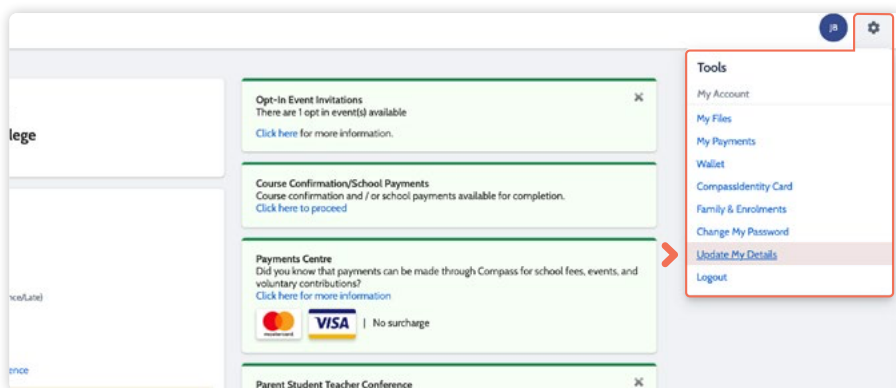 JB
Tools
My Account
My Files
My Payments
Wallet
CompassIdentity Card
Family & Enrolments
Change My Password
Update My Details
Logout
lege
nce/Late)
ence
Opt-In Event Invitations
There are 1 opt in event(s) available
Click here for more information.
Course Confirmation/School Payments
Course confirmation and / or school payments available for completion.
Click here to proceed
Payments Centre
Did you know that payments can be made through Compass for school fees, events, and
voluntary contributions?
Click here for more information
mastercard VISA | No surcharge
Parent Student Teacher Conference